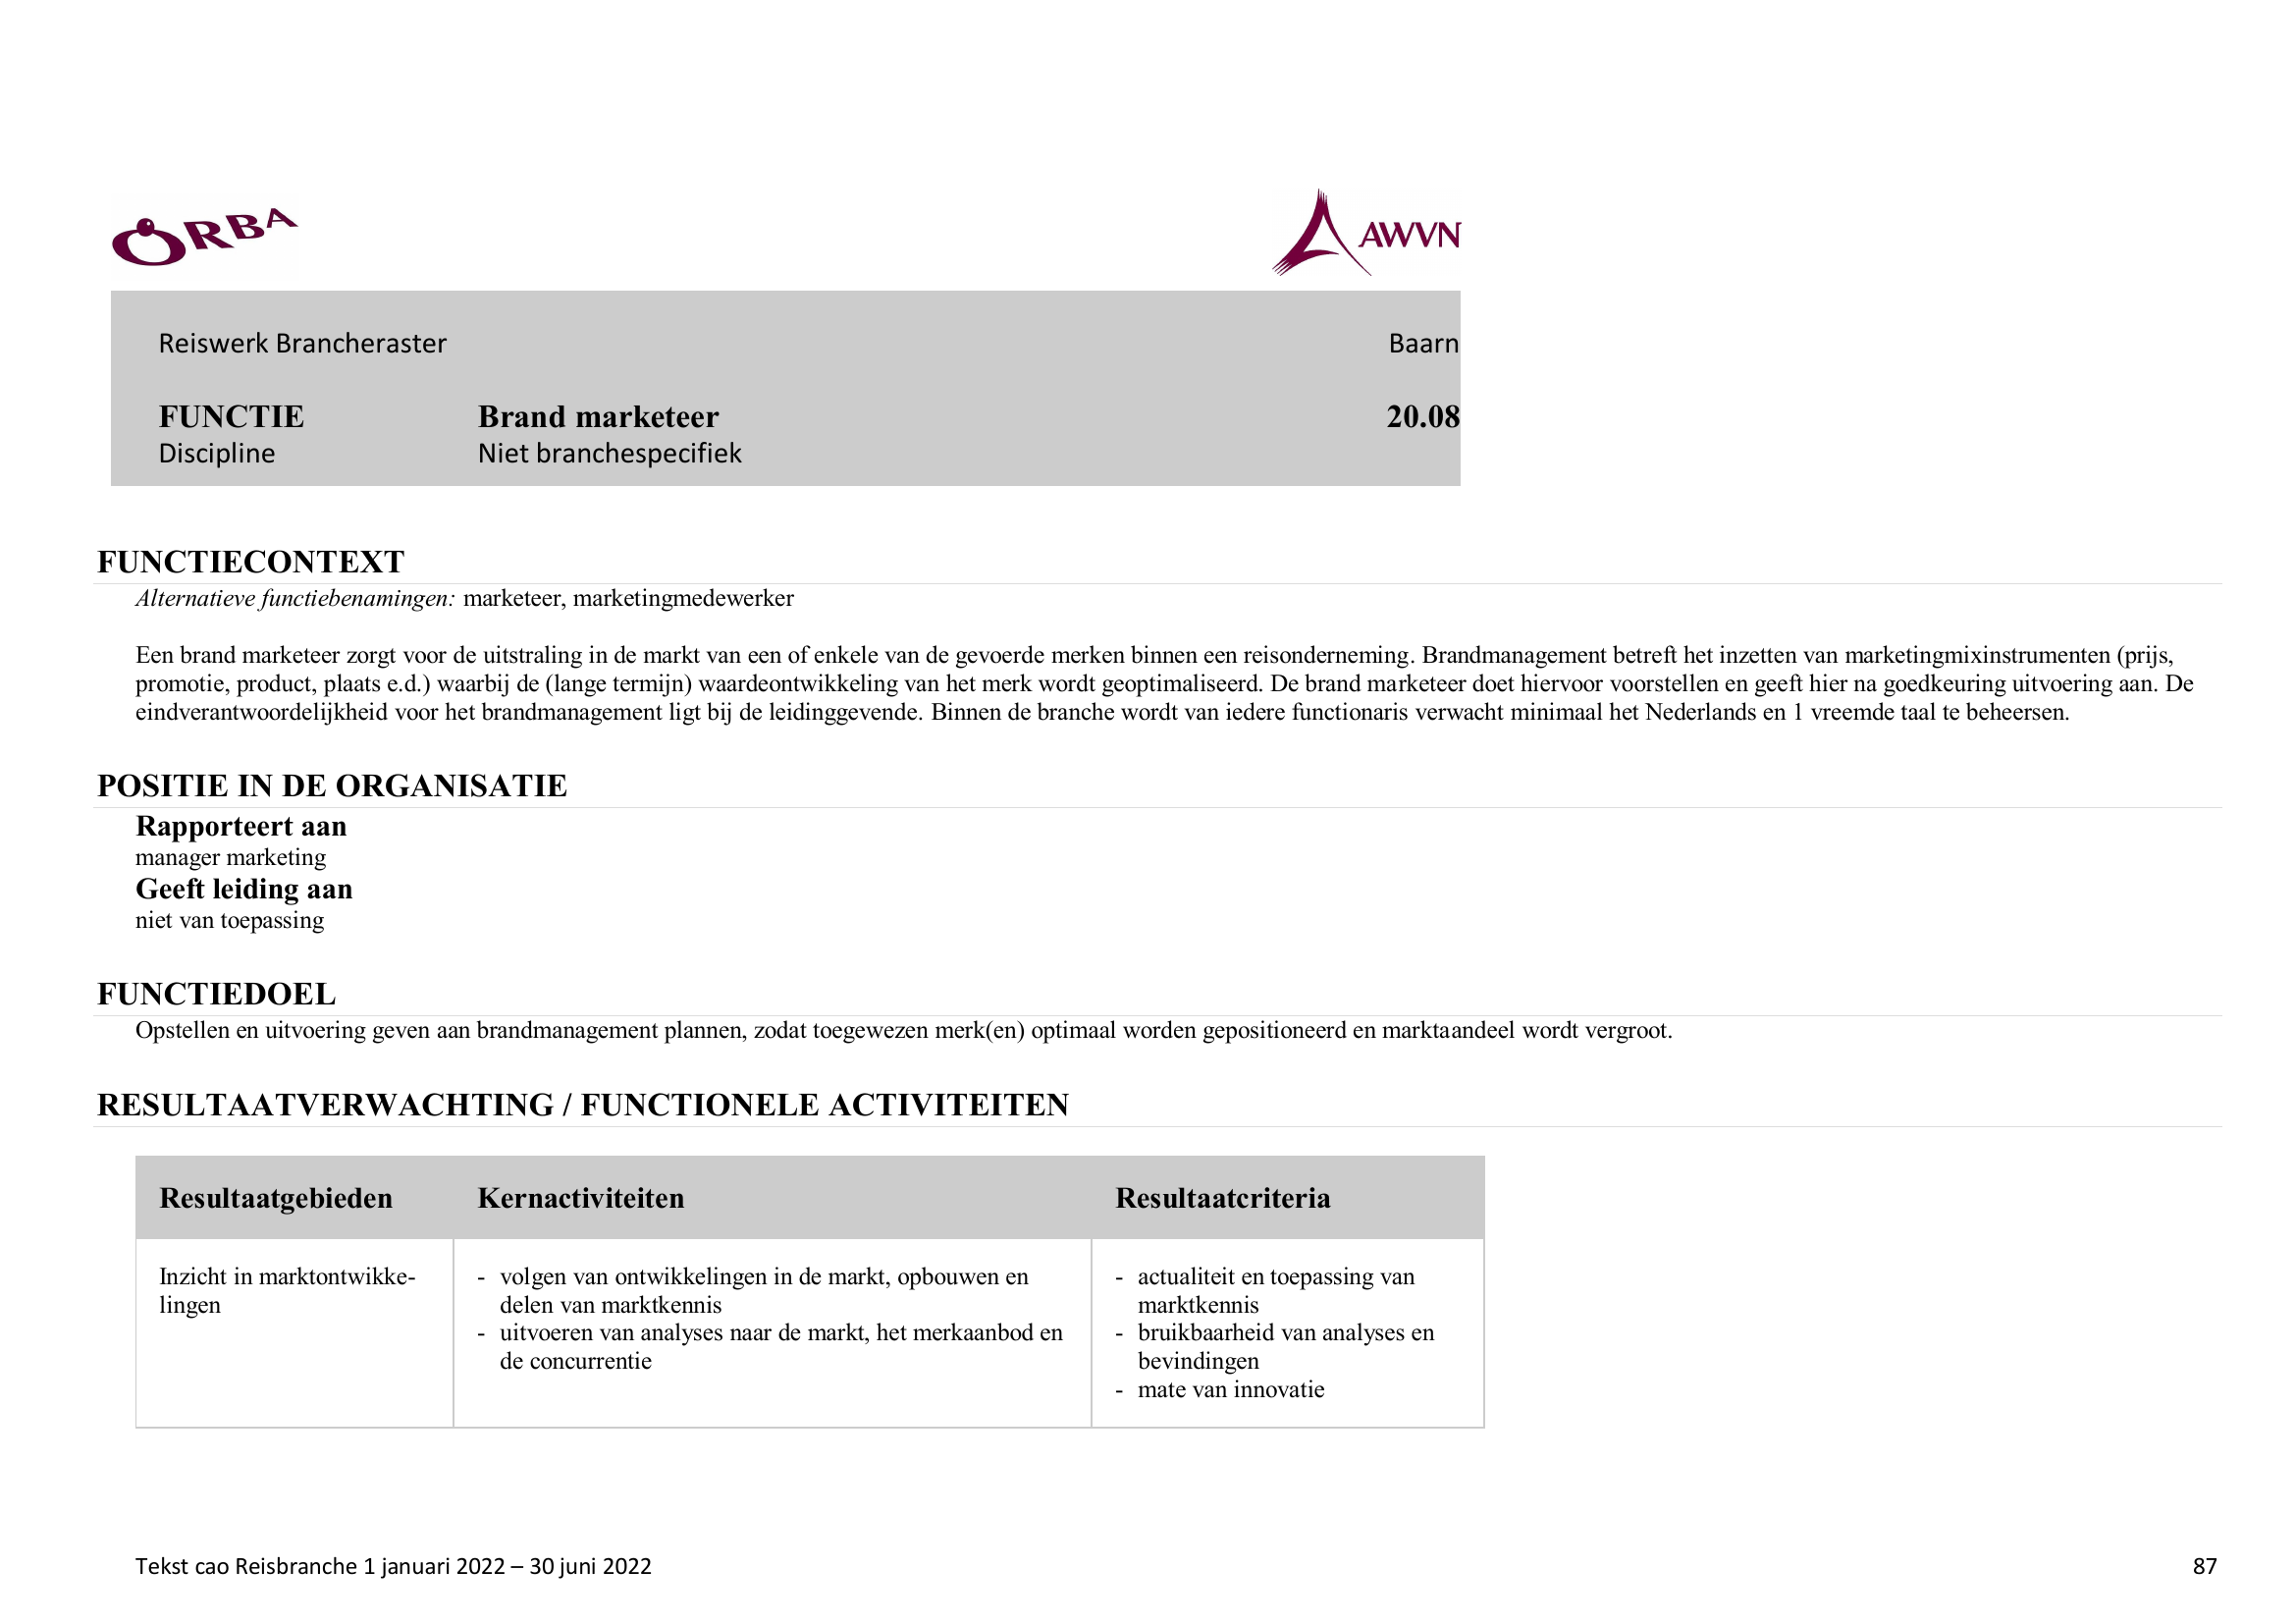 ORBA
AWVN
Reiswerk Brancheraster Baarn
FUNCTIE Brand marketeer 20.08
Discipline Niet branchespecifiek
FUNCTIECONTEXT
Alternatieve functiebenamingen: marketeer, marketingmedewerker
Een brand marketeer zorgt voor de uitstraling in de markt van een of enkele van de gevoerde merken binnen een reisonderneming. Brandmanagement betreft het inzetten van marketingmixinstrumenten (prijs,
promotie, product, plaats e.d.) waarbij de (lange termijn) waardeontwikkeling van het merk wordt geoptimaliseerd. De brand marketeer doet hiervoor voorstellen en geeft hier na goedkeuring uitvoering aan. De
eindverantwoordelijkheid voor het brandmanagement ligt bij de leidinggevende. Binnen de branche wordt van iedere functionaris verwacht minimaal het Nederlands en 1 vreemde taal te beheersen.
POSITIE IN DE ORGANISATIE
Rapporteert aan
manager marketing
Geeft leiding aan
niet van toepassing
FUNCTIEDOEL
Opstellen en uitvoering geven aan brandmanagement plannen, zodat toegewezen merk(en) optimaal worden gepositioneerd en marktaandeel wordt vergroot.
RESULTAATVERWACHTING / FUNCTIONELE ACTIVITEITEN
Resultaatgebieden Kernactiviteiten Resultaatcriteria
Inzicht in marktontwikke-
lingen
- volgen van ontwikkelingen in de markt, opbouwen en
delen van marktkennis
- uitvoeren van analyses naar de markt, het merkaanbod en
de concurrentie
- actualiteit en toepassing van
marktkennis
- bruikbaarheid van analyses en
bevindingen
- mate van innovatie
Tekst cao Reisbranche 1 januari 2022 – 30 juni 2022 87